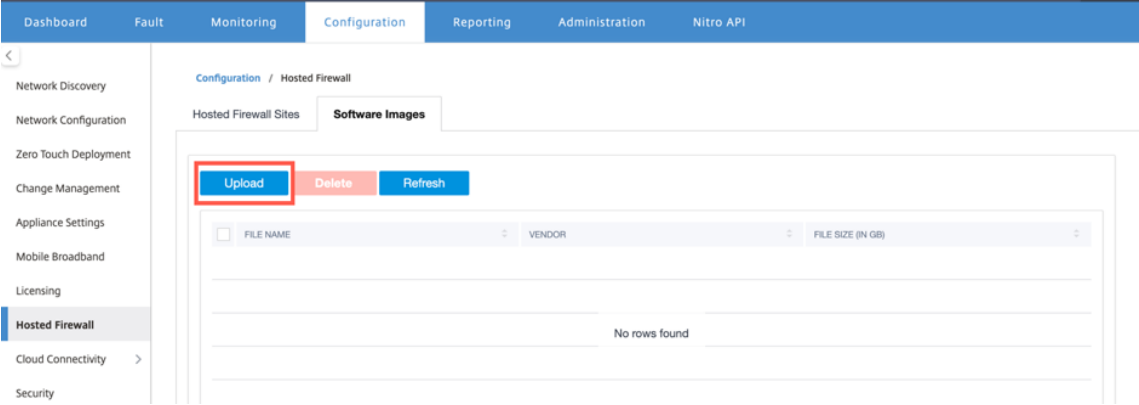 Dashboard Fault Monitoring Configuration Reporting Administration Nitro API
Network Discovery
Network Configuration
Zero Touch Deployment
Change Management
Appliance Settings
Mobile Broadband
Licensing
Hosted Firewall
Cloud Connectivity
Security
Configuration / Hosted Firewall
Hosted Firewall Sites Software Images
Upload Delete Refresh
FILE NAME VENDOR FILE SIZE (IN GB)
No rows found